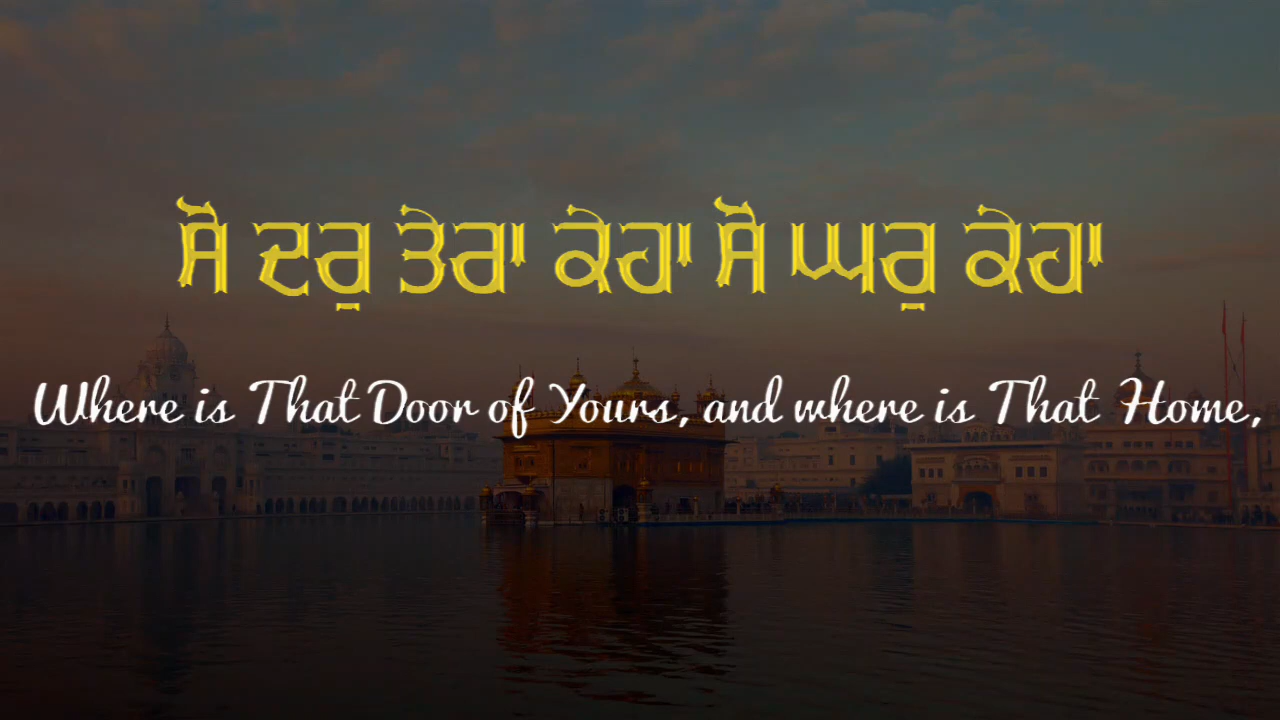 ਸੋ ਦਰੁ ਤੇਰਾ ਕੇਹਾ ਸੋ ਘਰੁ ਕੇਹਾ
Where is That Door of Yours, and where is That Home,